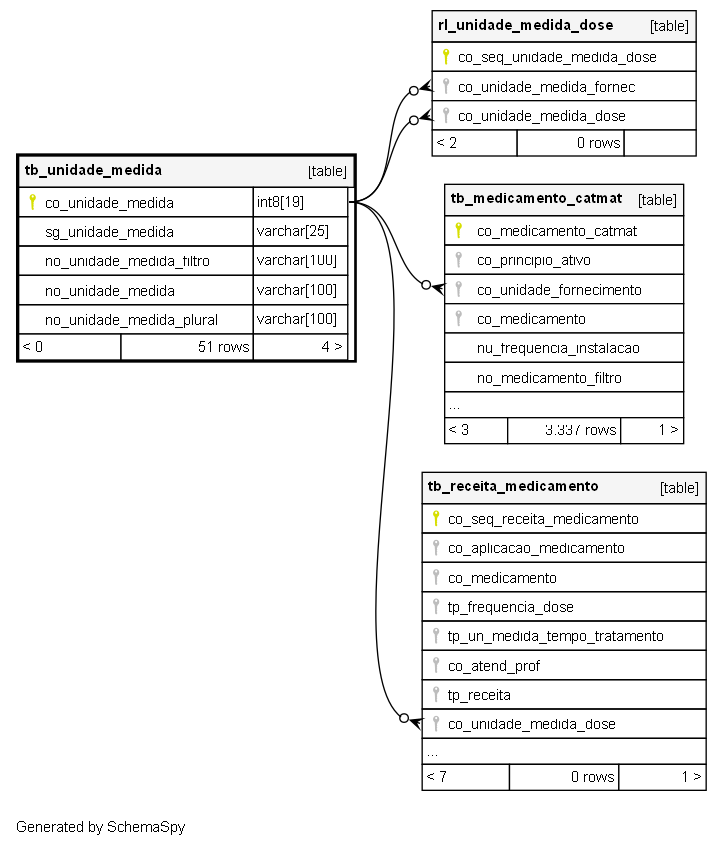 rl_unidade_medida_dose [table]
co_seq_unidade_medida_dose
co_unidade_medida_fornec
co_unidade_medida_dose
< 2 0 rows
tb_unidade_medida [table]
co_unidade_medida int8[19]
sg_unidade_medida varchar[25]
no_unidade_medida_filtro varchar[100]
no_unidade_medida varchar[100]
no_unidade_medida_plural varchar[100]
< 0 51 rows 4 >
tb_medicamento_catmat [table]
co_medicamento_catmat
co_principio_ativo
co_unidade_fornecimento
co_medicamento
nu_frequencia_instalacao
no_medicamento_filtro
...
< 3 3.337 rows 1 >
tb_receita_medicamento [table]
co_seq_receita_medicamento
co_aplicacao_medicamento
co_medicamento
tp_frequencia_dose
tp_un_medida_tempo_tratamento
co_atend_prof
tp_receita
co_unidade_medida_dose
...
< 7 0 rows 1 >
Generated by SchemaSpy